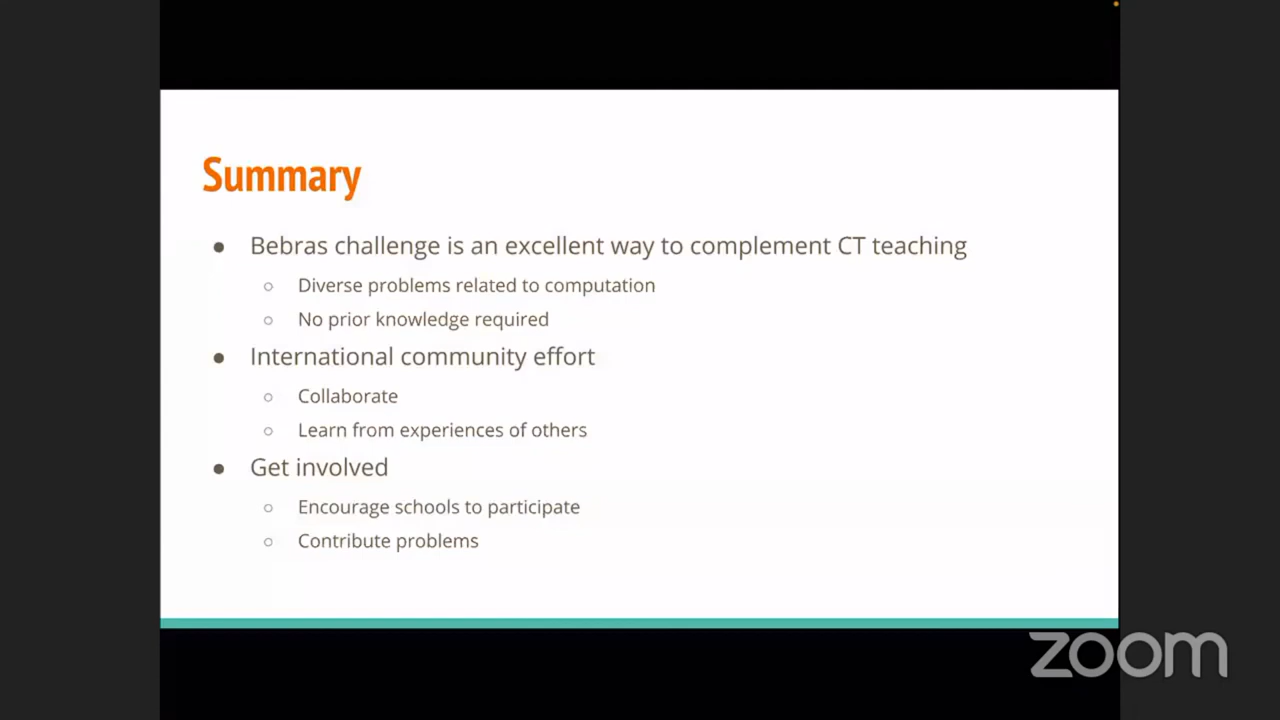 Summary
● Bebras challenge is an excellent way to complement CT teaching
○ Diverse problems related to computation
○ No prior knowledge required
● International community effort
○ Collaborate
○ Learn from experiences of others
● Get involved
○ Encourage schools to participate
○ Contribute problems
zoom